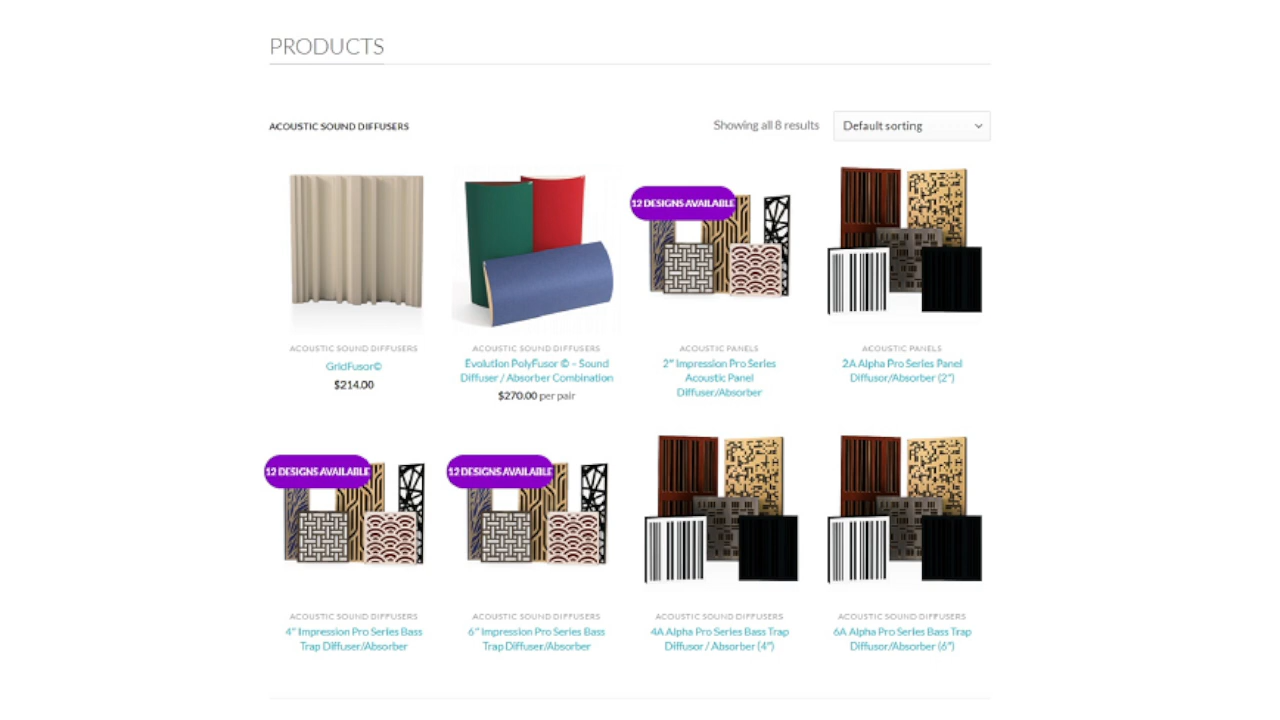 PRODUCTS
ACOUSTIC SOUND DIFFUSERS
Showing all 8 results
Default sorting
12 DESIGNS AVAILABLE
ACOUSTIC SOUND DIFFUSERS
GridFusor©
$214.00
ACOUSTIC SOUND DIFFUSERS
Evolution PolyFusor © – Sound
Diffuser / Absorber Combination
$270.00 per pair
ACOUSTIC PANELS
2″ Impression Pro Series
Acoustic Panel
Diffuser/Absorber
ACOUSTIC PANELS
2A Alpha Pro Series Panel
Diffusor/Absorber (2″)
12 DESIGNS AVAILABLE
12 DESIGNS AVAILABLE
ACOUSTIC SOUND DIFFUSERS
4″ Impression Pro Series Bass
Trap Diffuser/Absorber
ACOUSTIC SOUND DIFFUSERS
6″ Impression Pro Series Bass
Trap Diffuser/Absorber
ACOUSTIC SOUND DIFFUSERS
4A Alpha Pro Series Bass Trap
Diffusor / Absorber (4″)
ACOUSTIC SOUND DIFFUSERS
6A Alpha Pro Series Bass Trap
Diffusor/Absorber (6″)